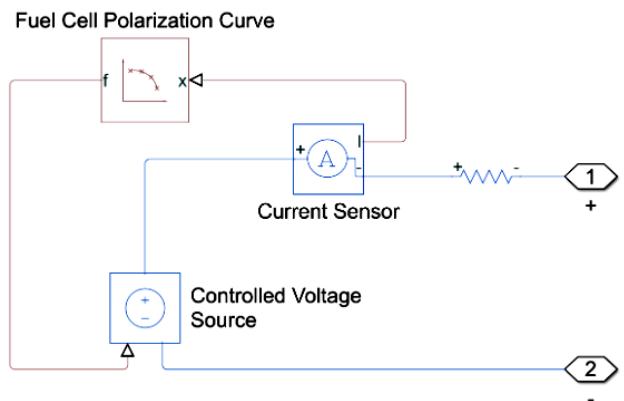 Fuel Cell Polarization Curve
f x
+ A I
-
+ -
1
+
Current Sensor
+
-
Controlled Voltage
Source
2
-